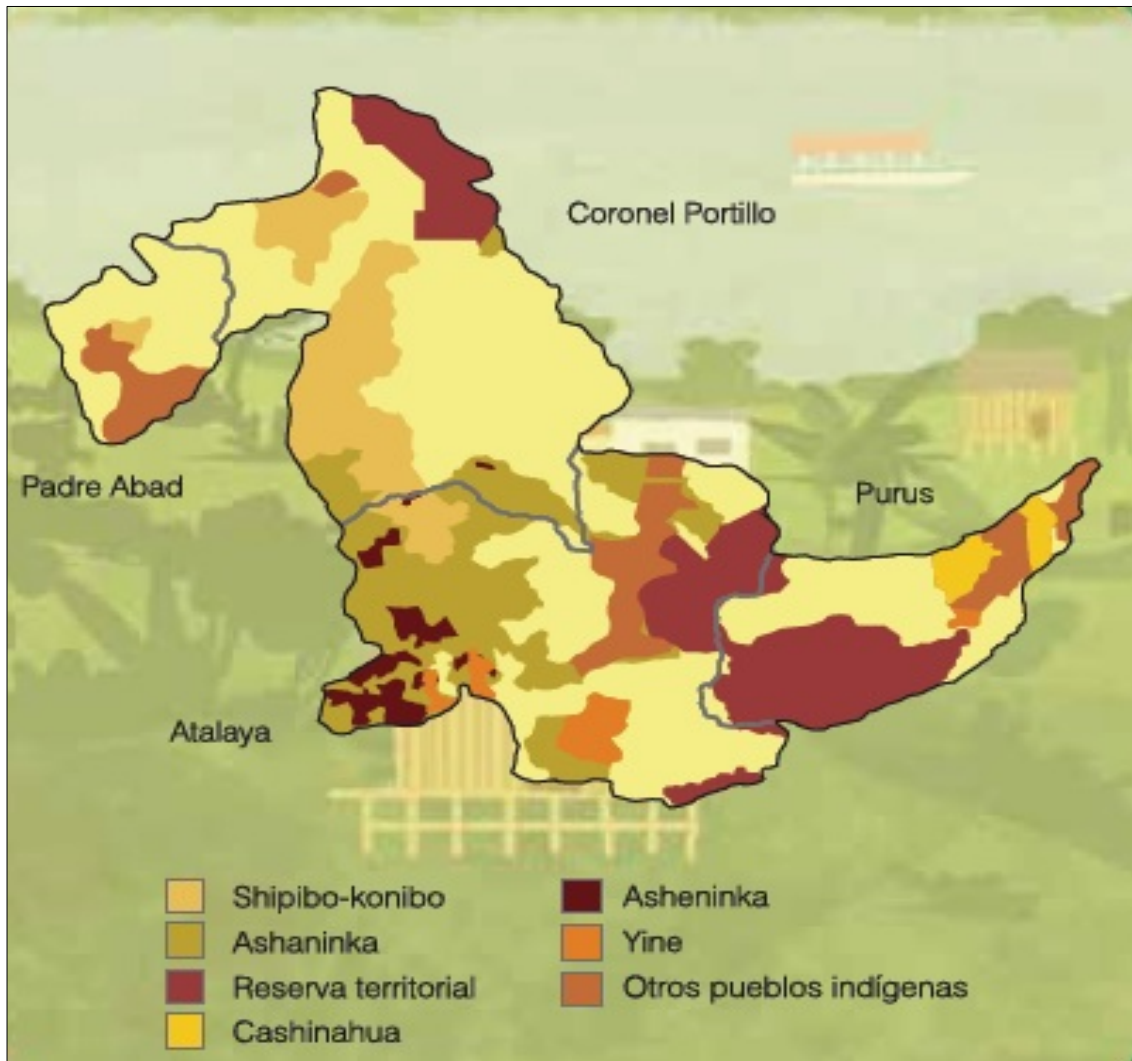 Coronel Portillo
Padre Abad
Purus
Atalaya
Shipibo-konibo
Ashaninka
Reserva territorial
Cashinahua
Asheninka
Yine
Otros pueblos indígenas